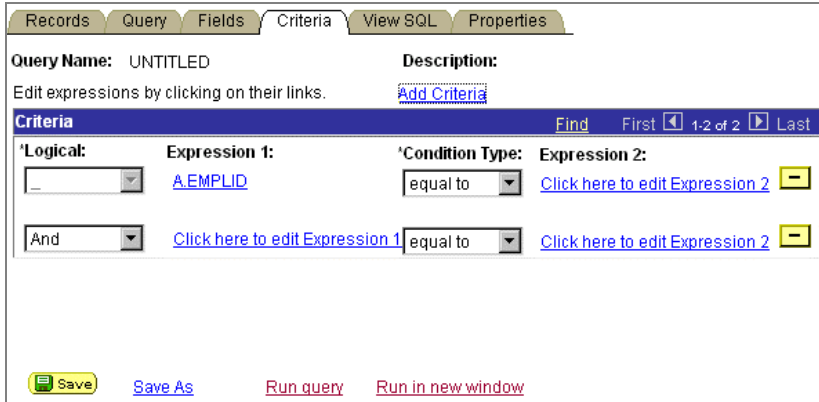 Records Query Fields Criteria View SQL Properties
Query Name: UNTITLED Description:
Edit expressions by clicking on their links. Add Criteria
Criteria Find First 1-2 of 2 Last
*Logical: Expression 1: *Condition Type: Expression 2:
_ A.EMPLID equal to Click here to edit Expression 2
And Click here to edit Expression 1 equal to Click here to edit Expression 2
Save Save As Run query Run in new window